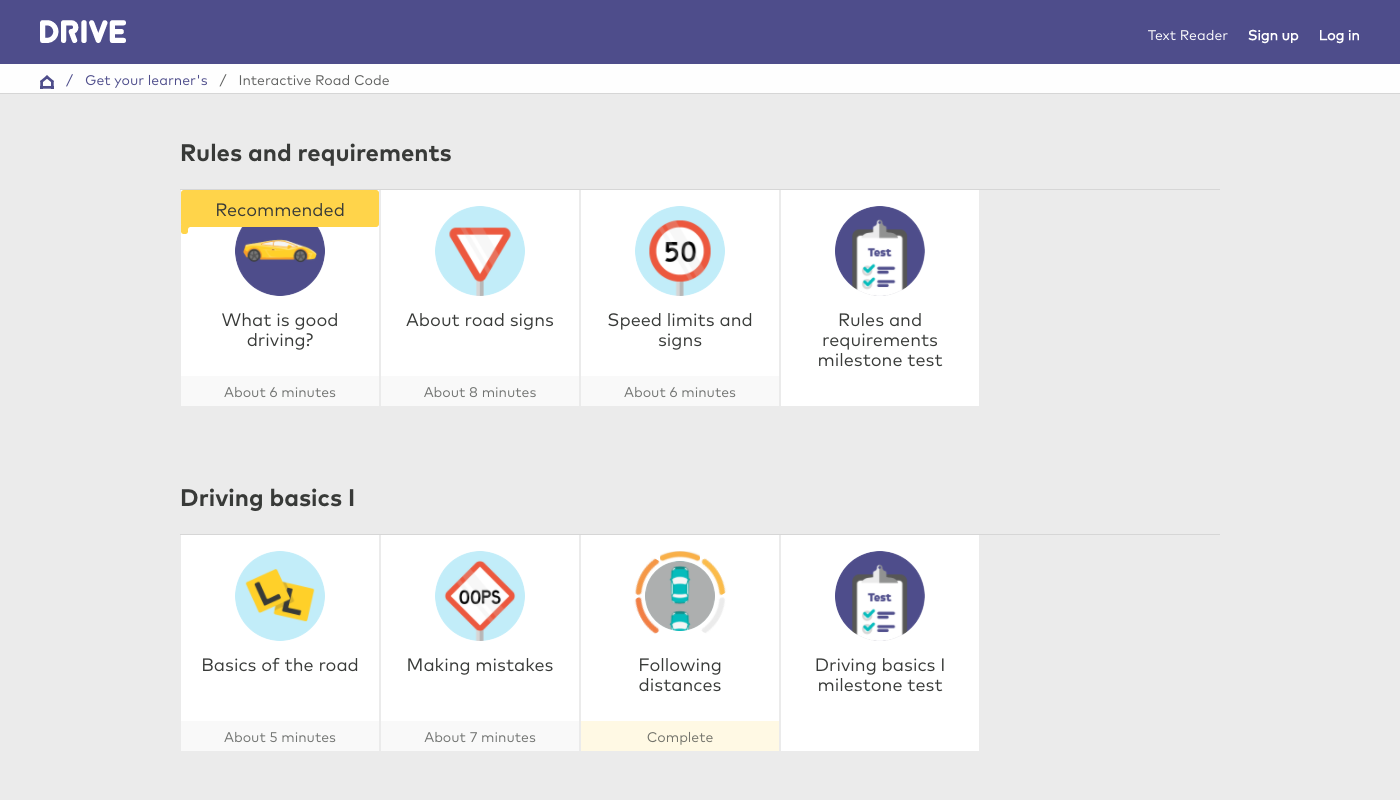 DRIVE
Text Reader Sign up Log in
/ Get your learner's / Interactive Road Code
Rules and requirements
Recommended
What is good
driving?
About 6 minutes
About road signs
About 8 minutes
50
Speed limits and
signs
About 6 minutes
Test
Rules and
requirements
milestone test
Driving basics I
L L
Basics of the road
About 5 minutes
OOPS
Making mistakes
About 7 minutes
Following
distances
Complete
Test
Driving basics I
milestone test